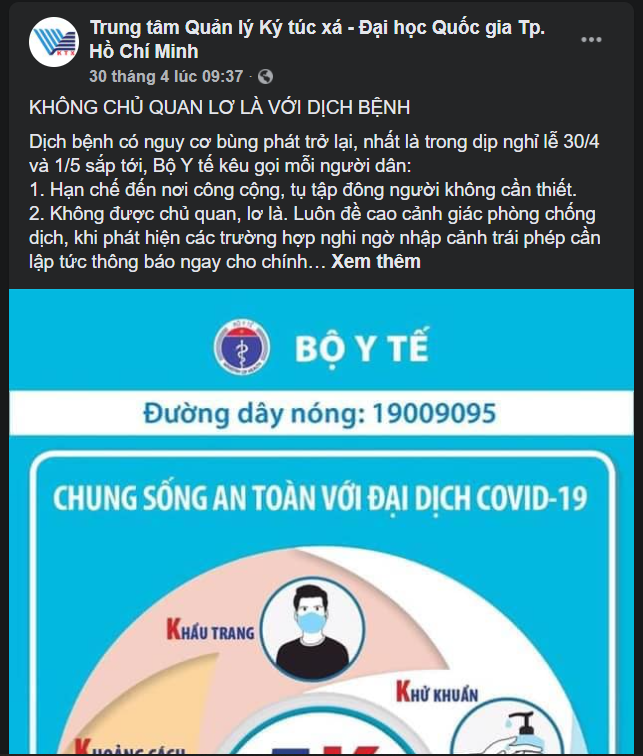 Trung tâm Quản lý Ký túc xá - Đại học Quốc gia Tp.
Hồ Chí Minh
30 tháng 4 lúc 09:37 ·
KHÔNG CHỦ QUAN LƠ LÀ VỚI DỊCH BỆNH
Dịch bệnh có nguy cơ bùng phát trở lại, nhất là trong dịp nghỉ lễ 30/4
và 1/5 sắp tới, Bộ Y tế kêu gọi mỗi người dân:
1. Hạn chế đến nơi công cộng, tụ tập đông người không cần thiết.
2. Không được chủ quan, lơ là. Luôn đề cao cảnh giác phòng chống
dịch, khi phát hiện các trường hợp nghi ngờ nhập cảnh trái phép cần
lập tức thông báo ngay cho chính… Xem thêm
BỘ Y TẾ
Đường dây nóng: 19009095
CHUNG SỐNG AN TOÀN VỚI ĐẠI DỊCH COVID-19
KHẨU TRANG
KHỬ KHUẨN
KHOẢNG CÁCH
5K